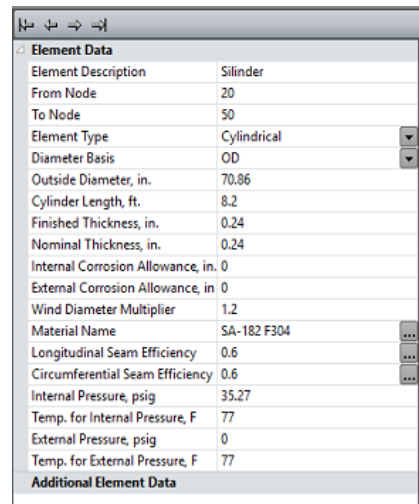 Element Data
Element Description Silinder
From Node 20
To Node 50
Element Type Cylindrical
Diameter Basis OD
Outside Diameter, in. 70.86
Cylinder Length, ft. 8.2
Finished Thickness, in. 0.24
Nominal Thickness, in. 0.24
Internal Corrosion Allowance, in. 0
External Corrosion Allowance, in 0
Wind Diameter Multiplier 1.2
Material Name SA-182 F304 ...
Longitudinal Seam Efficiency 0.6 ...
Circumferential Seam Efficiency 0.6 ...
Internal Pressure, psig 35.27
Temp. for Internal Pressure, F 77
External Pressure, psig 0
Temp. for External Pressure, F 77
Additional Element Data